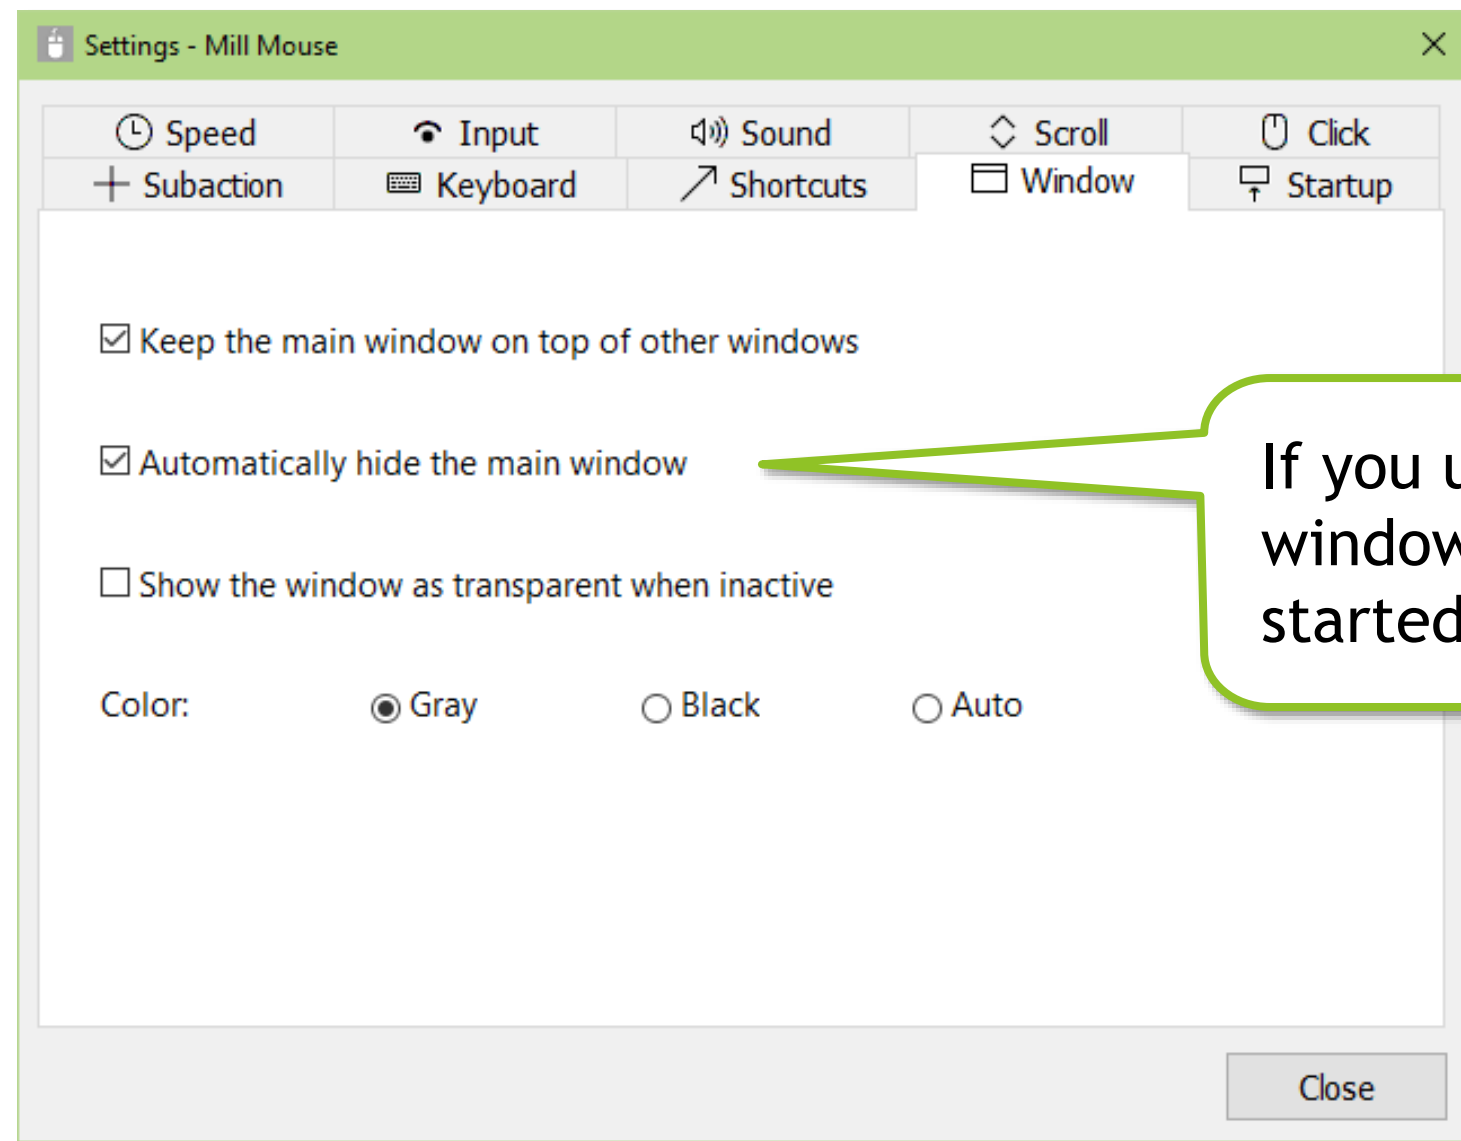 Settings - Mill Mouse
Speed Input Sound Scroll Click
Subaction Keyboard Shortcuts Window Startup
Keep the main window on top of other windows
Automatically hide the main window
If you
window
started
Show the window as transparent when inactive
Color: Gray Black Auto
Close